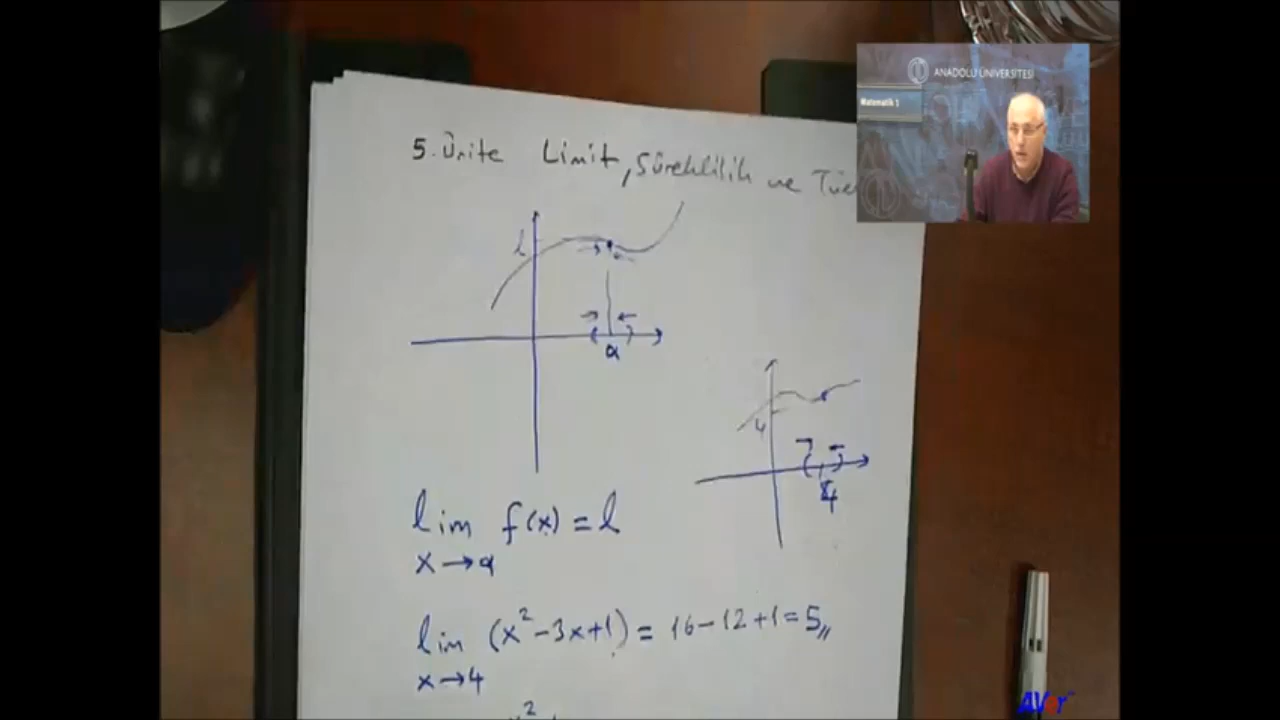 ANADOLU ÜNİVERSİTESİ
Matematik 1
5. Ünite Limit, Süreklilik ve
l
a
4
4
lim f(x) = l
x→a
lim (x²-3x+1) = 16-12+1=5,,
x→4